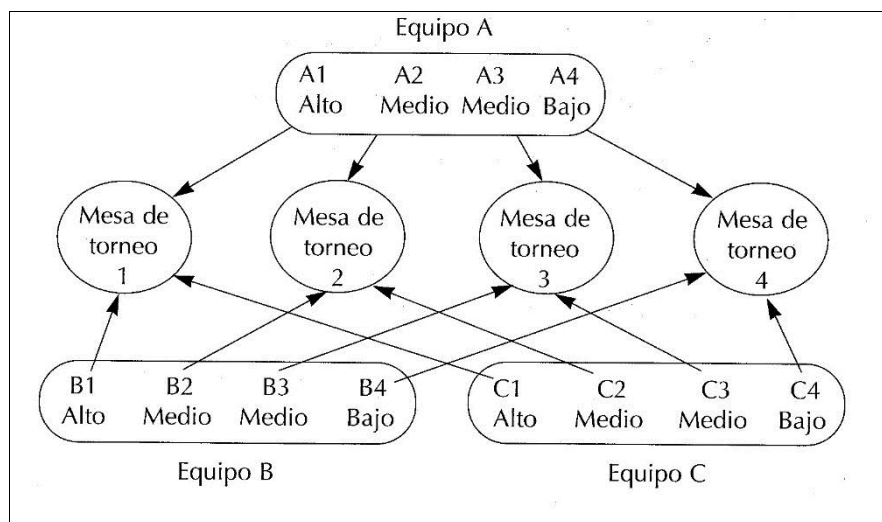 Equipo A
A1 A2 A3 A4
Alto Medio Medio Bajo
Mesa de torneo 1
Mesa de torneo 2
Mesa de torneo 3
Mesa de torneo 4
B1 B2 B3 B4
Alto Medio Medio Bajo
C1 C2 C3 C4
Alto Medio Medio Bajo
Equipo B
Equipo C